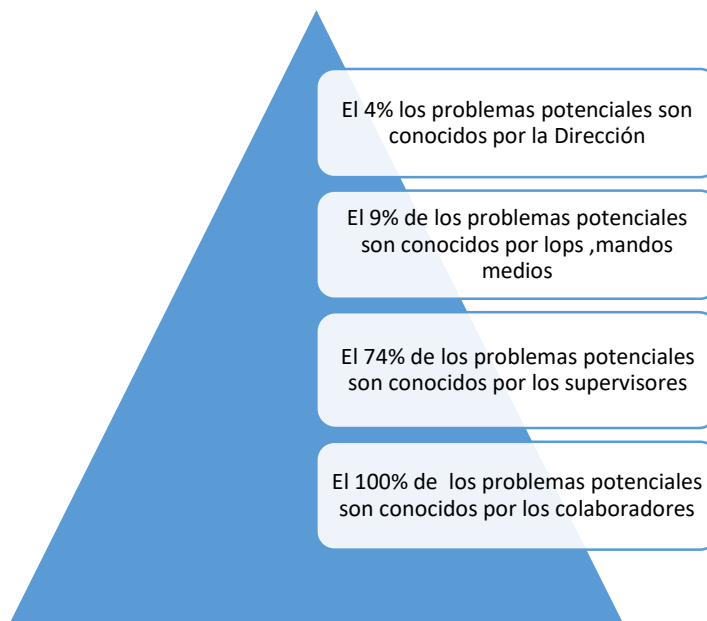 El 4% los problemas potenciales son
conocidos por la Dirección
El 9% de los problemas potenciales
son conocidos por lops ,mandos
medios
El 74% de los problemas potenciales
son conocidos por los supervisores
El 100% de  los problemas potenciales
son conocidos por los colaboradores